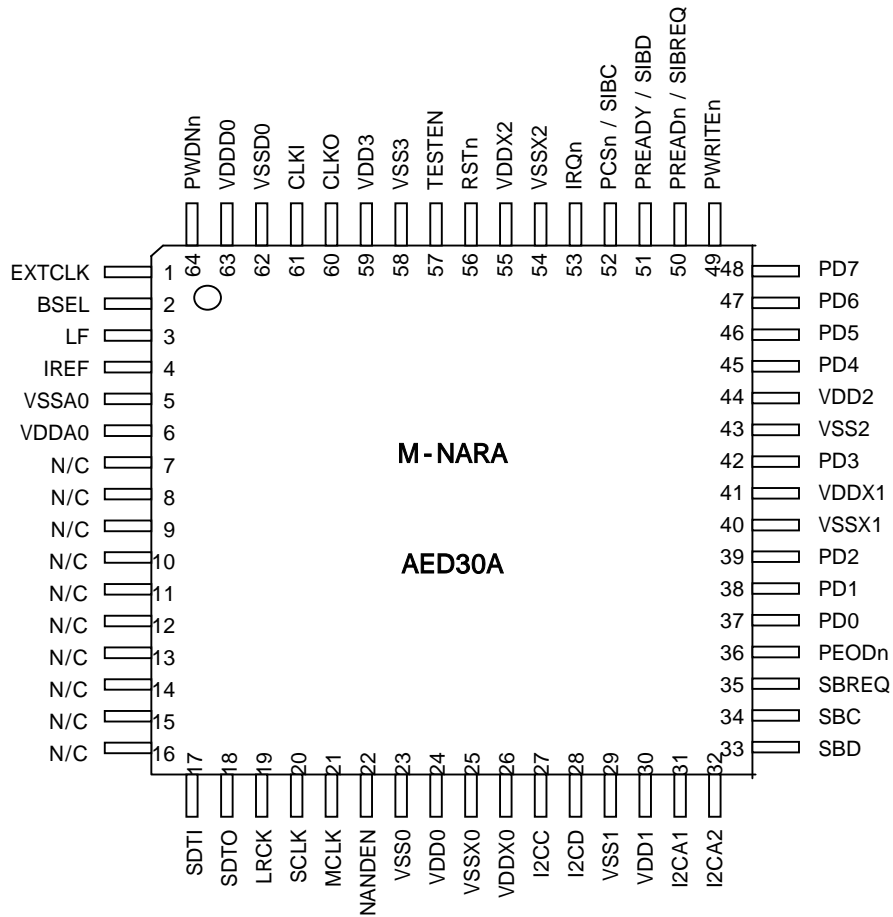 PWDNn
VDDD0
VSSD0
CLKI
CLKO
VDD3
VSS3
TESTEN
RSTn
VDDX2
VSSX2
IRQn
PCSn / SIBC
PREADY / SIBD
PREADn / SIBREQ
PWRITEn
64 63 62 61 60 59 58 57 56 55 54 53 52 51 50 49
EXTCLK 1 48 PD7
BSEL 2 47 PD6
LF 3 46 PD5
IREF 4 45 PD4
VSSA0 5 44 VDD2
VDDA0 6 43 VSS2
M-NARA
N/C 7 42 PD3
N/C 8 41 VDDX1
N/C 9 40 VSSX1
N/C 10 39 PD2
AED30A
N/C 11 38 PD1
N/C 12 37 PD0
N/C 13 36 PEODn
N/C 14 35 SBREQ
N/C 15 34 SBC
N/C 16 33 SBD
17 18 19 20 21 22 23 24 25 26 27 28 29 30 31 32
SDTI
SDTO
LRCK
SCLK
MCLK
NANDEN
VSS0
VDD0
VSSX0
VDDX0
I2CC
I2CD
VSS1
VDD1
I2CA1
I2CA2